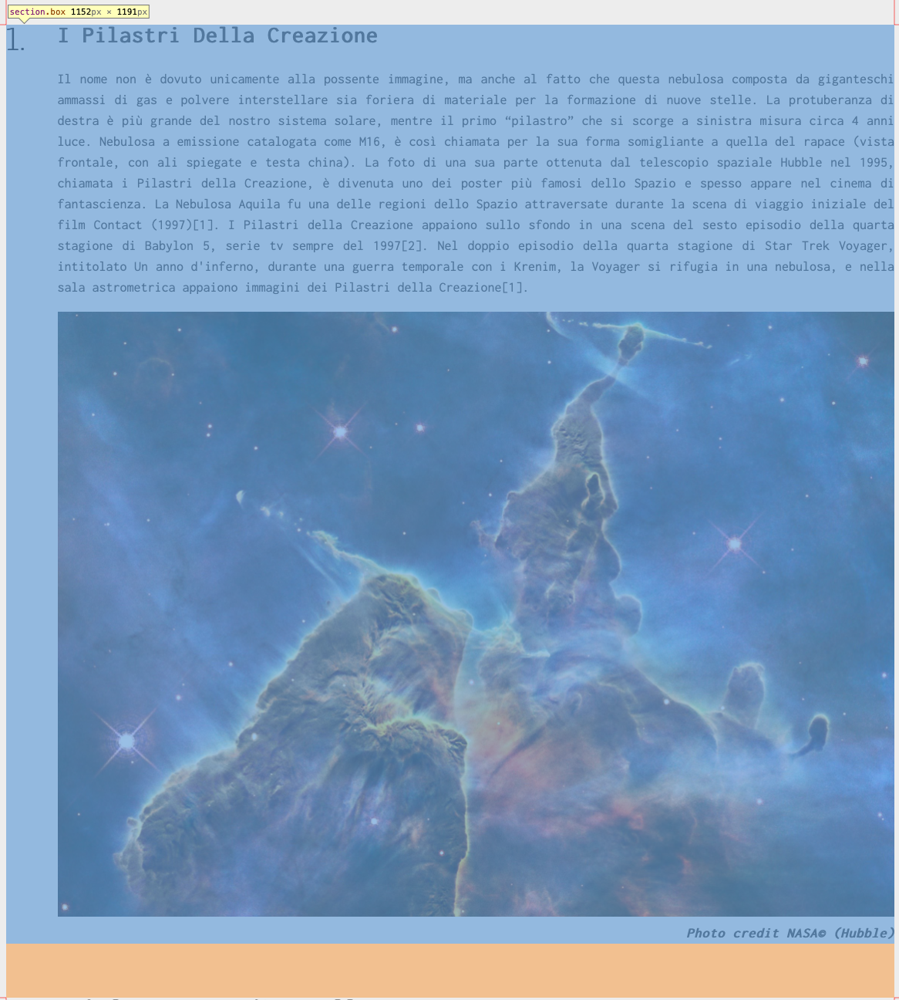 section.box 1152px × 1191px
1. I Pilastri Della Creazione
Il nome non è dovuto unicamente alla possente immagine, ma anche al fatto che questa nebulosa composta da giganteschi
ammassi di gas e polvere interstellare sia foriera di materiale per la formazione di nuove stelle. La protuberanza di
destra è più grande del nostro sistema solare, mentre il primo “pilastro” che si scorge a sinistra misura circa 4 anni
luce. Nebulosa a emissione catalogata come M16, è così chiamata per la sua forma somigliante a quella del rapace (vista
frontale, con ali spiegate e testa china). La foto di una sua parte ottenuta dal telescopio spaziale Hubble nel 1995,
chiamata i Pilastri della Creazione, è divenuta uno dei poster più famosi dello Spazio e spesso appare nel cinema di
fantascienza. La Nebulosa Aquila fu una delle regioni dello Spazio attraversate durante la scena di viaggio iniziale del
film Contact (1997)[1]. I Pilastri della Creazione appaiono sullo sfondo in una scena del sesto episodio della quarta
stagione di Babylon 5, serie tv sempre del 1997[2]. Nel doppio episodio della quarta stagione di Star Trek Voyager,
intitolato Un anno d'inferno, durante una guerra temporale con i Krenim, la Voyager si rifugia in una nebulosa, e nella
sala astrometrica appaiono immagini dei Pilastri della Creazione[1].
Photo credit NASA© (Hubble)